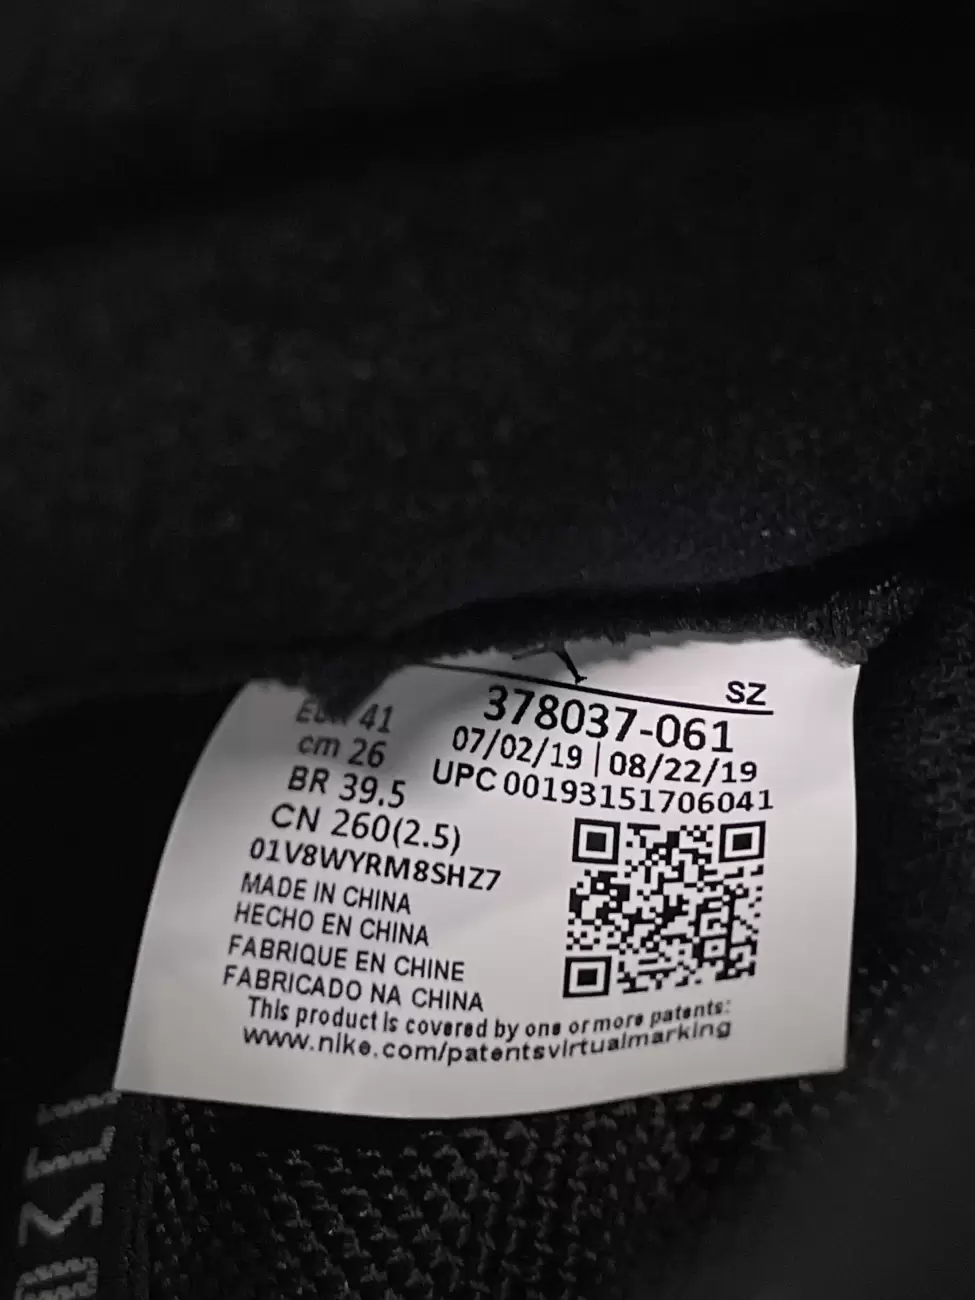 SZ
378037-061
07/02/19 | 08/22/19
UPC 00193151706041
EUR 41
cm 26
BR 39.5
CN 260(2.5)
01V8WYRM8SHZ7
MADE IN CHINA
HECHO EN CHINA
FABRIQUE EN CHINE
FABRICADO NA CHINA
This product is covered by one or more patents:
www.nike.com/patentsvirtualmarking